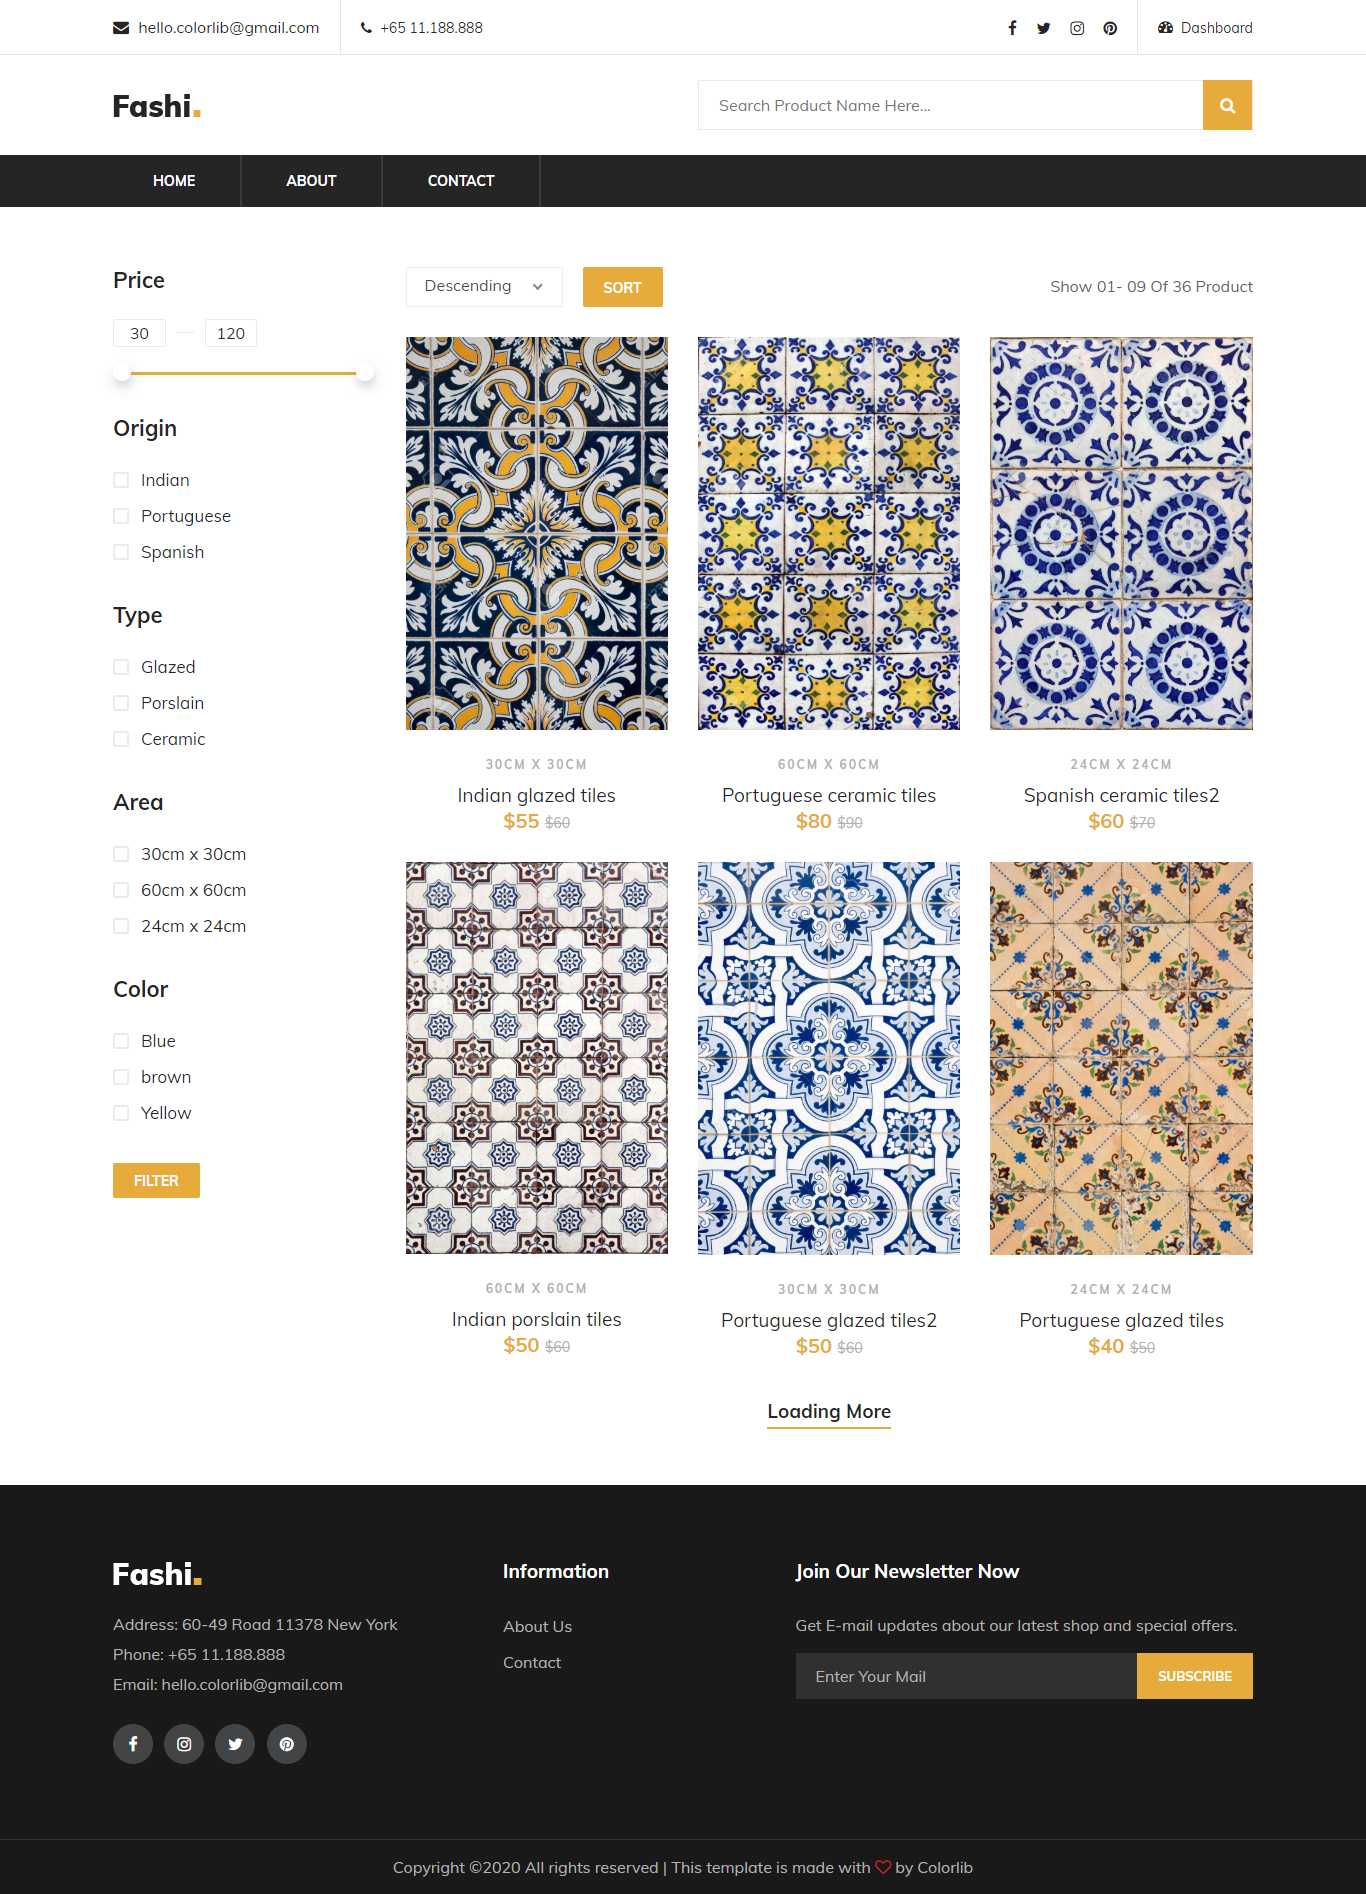 hello.colorlib@gmail.com
+65 11.188.888
Dashboard
Fashi.
Search Product Name Here...
HOME
ABOUT
CONTACT
Price
30
120
Origin
Indian
Portuguese
Spanish
Type
Glazed
Porslain
Ceramic
Area
30cm x 30cm
60cm x 60cm
24cm x 24cm
Color
Blue
brown
Yellow
FILTER
Descending
SORT
Show 01- 09 Of 36 Product
30CM X 30CM
Indian glazed tiles
$55 $60
60CM X 60CM
Portuguese ceramic tiles
$80 $90
24CM X 24CM
Spanish ceramic tiles2
$60 $70
60CM X 60CM
Indian porslain tiles
$50 $60
30CM X 30CM
Portuguese glazed tiles2
$50 $60
24CM X 24CM
Portuguese glazed tiles
$40 $50
Loading More
Fashi.
Address: 60-49 Road 11378 New York
Phone: +65 11.188.888
Email: hello.colorlib@gmail.com
Information
About Us
Contact
Join Our Newsletter Now
Get E-mail updates about our latest shop and special offers.
Enter Your Mail
SUBSCRIBE
Copyright ©2020 All rights reserved | This template is made with ♡ by Colorlib